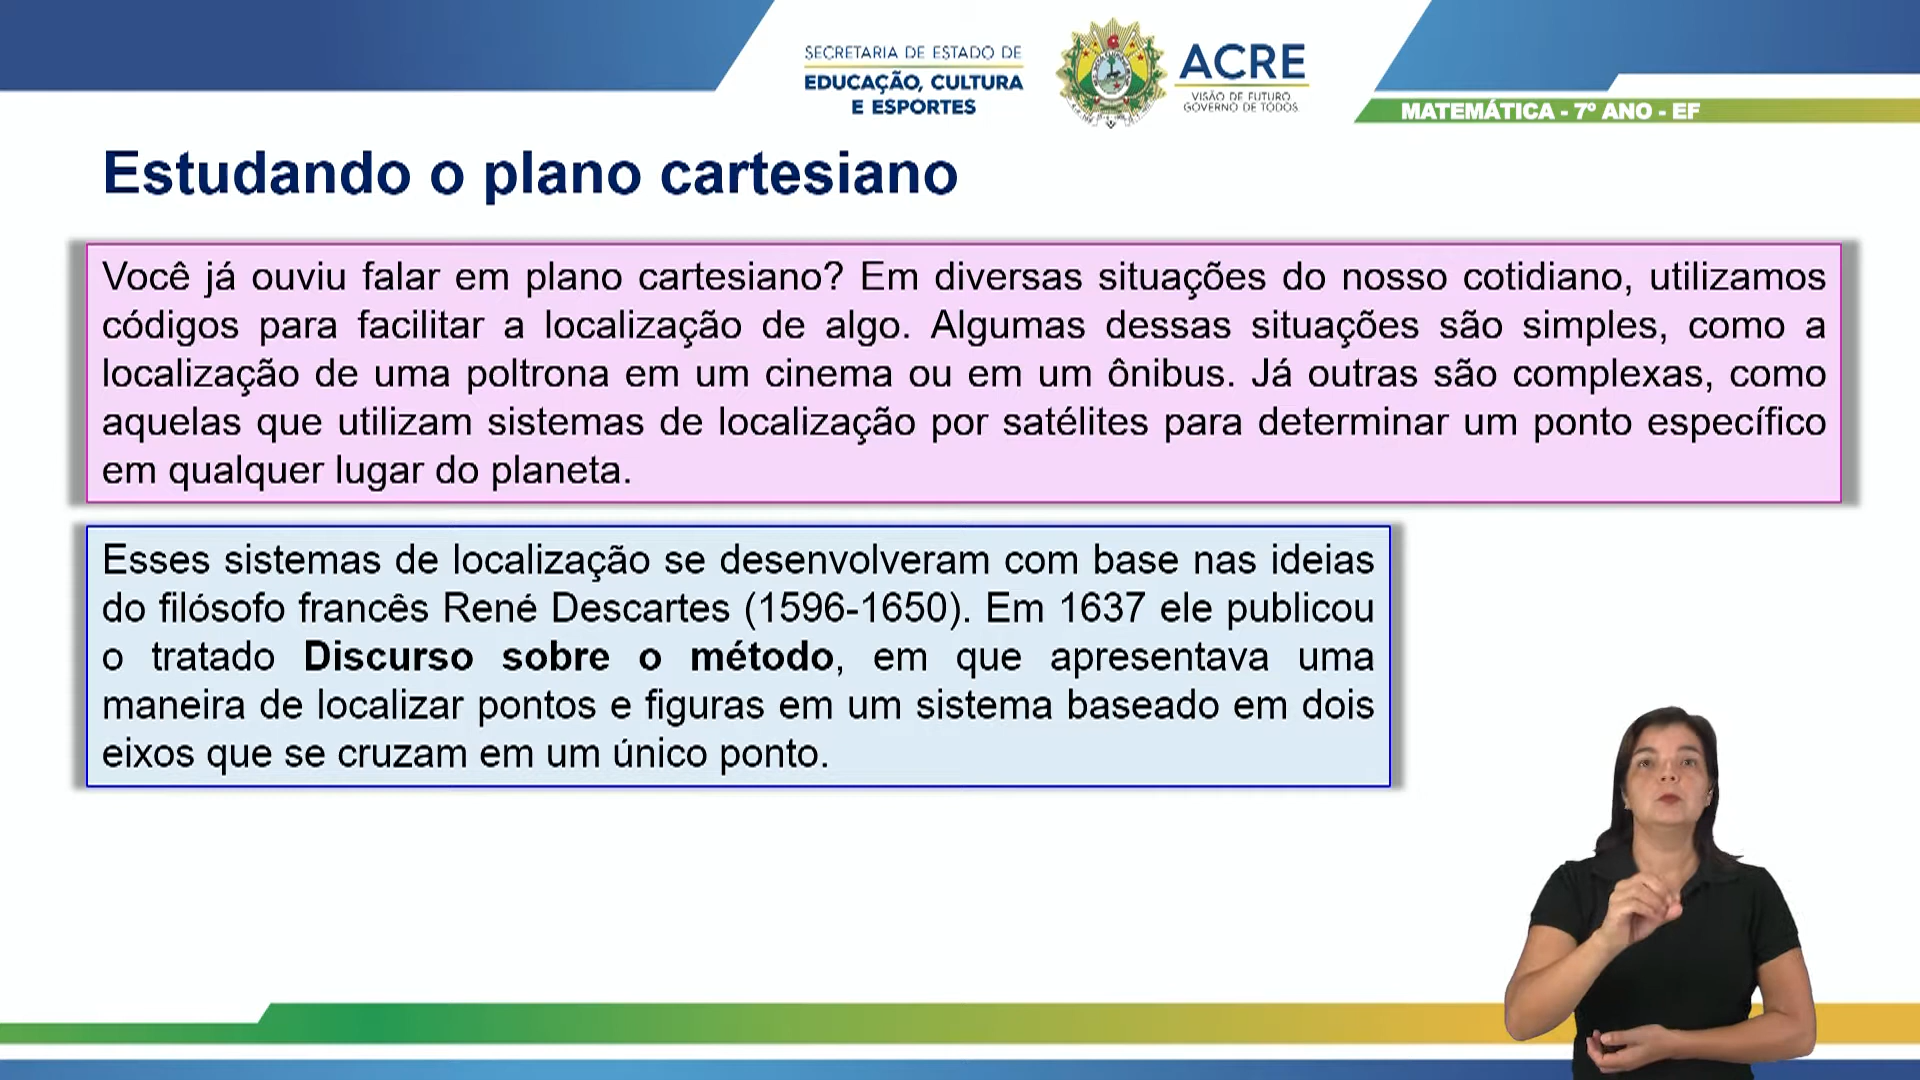 SECRETARIA DE ESTADO DE
EDUCAÇÃO, CULTURA
E ESPORTES
ACRE
VISÃO DE FUTURO
GOVERNO DE TODOS
MATEMÁTICA - 7º ANO - EF
Estudando o plano cartesiano
Você já ouviu falar em plano cartesiano? Em diversas situações do nosso cotidiano, utilizamos
códigos para facilitar a localização de algo. Algumas dessas situações são simples, como a
localização de uma poltrona em um cinema ou em um ônibus. Já outras são complexas, como
aquelas que utilizam sistemas de localização por satélites para determinar um ponto específico
em qualquer lugar do planeta.
Esses sistemas de localização se desenvolveram com base nas ideias
do filósofo francês René Descartes (1596-1650). Em 1637 ele publicou
o tratado Discurso sobre o método, em que apresentava uma
maneira de localizar pontos e figuras em um sistema baseado em dois
eixos que se cruzam em um único ponto.